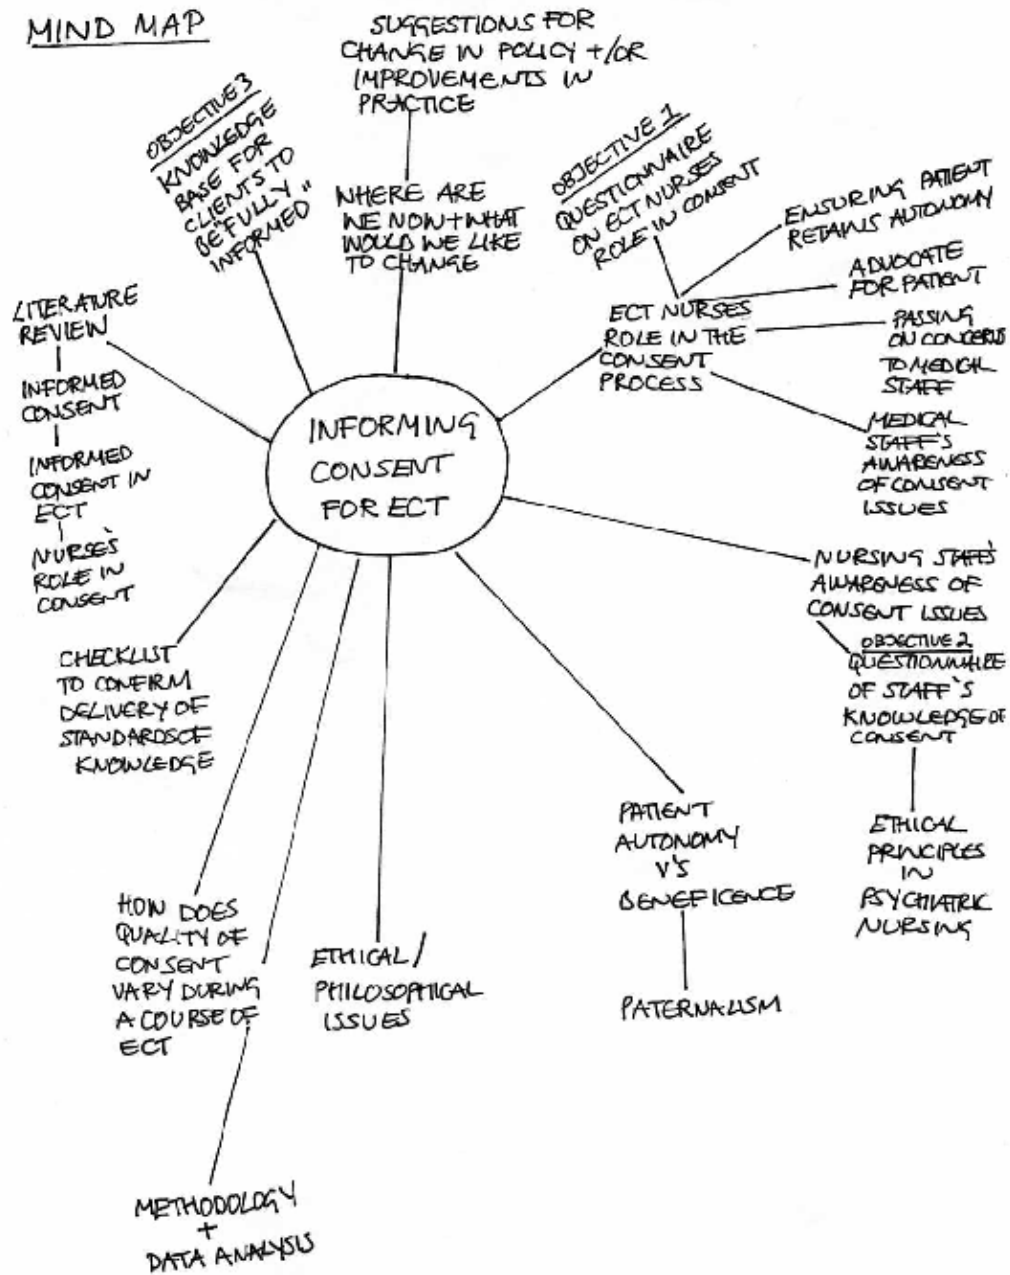 MIND MAP
SUGGESTIONS FOR
CHANGE IN POLICY +/OR
IMPROVEMENTS IN
PRACTICE
OBJECTIVE 3
KNOWLEDGE
BASE FOR
CLIENTS TO
BE "FULLY
INFORMED"
WHERE ARE
WE NOW + WHAT
WOULD WE LIKE
TO CHANGE
OBJECTIVE 1
QUESTIONNAIRE
ON ECT NURSES
ROLE IN CONSENT
ENSURING PATIENT
RETAINS AUTONOMY
ADVOCATE
FOR PATIENT
ECT NURSES
ROLE IN THE
CONSENT
PROCESS
PASSING
ON CONCERNS
TO MEDICAL
STAFF
MEDICAL
STAFF'S
AWARENESS
OF CONSENT
ISSUES
LITERATURE
REVIEW
INFORMED
CONSENT
INFORMED
CONSENT IN
ECT
NURSE'S
ROLE IN
CONSENT
INFORMING
CONSENT
FOR ECT
NURSING STAFF'S
AWARENESS OF
CONSENT ISSUES
OBJECTIVE 2
QUESTIONNAIRE
OF STAFF'S
KNOWLEDGE OF
CONSENT
ETHICAL
PRINCIPLES
IN
PSYCHIATRIC
NURSING
CHECKLIST
TO CONFIRM
DELIVERY OF
STANDARDS OF
KNOWLEDGE
HOW DOES
QUALITY OF
CONSENT
VARY DURING
A COURSE OF
ECT
ETHICAL /
PHILOSOPHICAL
ISSUES
PATIENT
AUTONOMY
V'S
BENEFICENCE
PATERNALISM
METHODOLOGY
+
DATA ANALYSIS